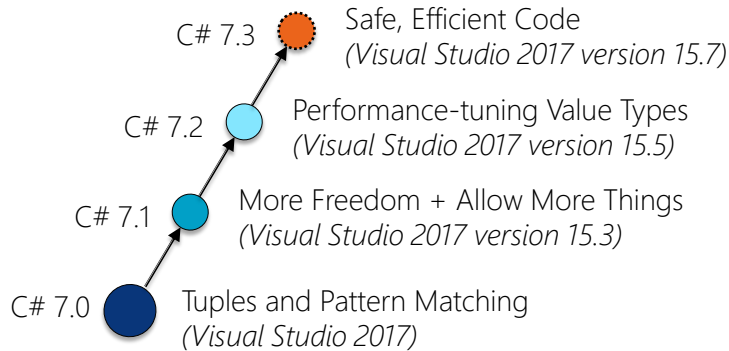 C# 7.3
Safe, Efficient Code
(Visual Studio 2017 version 15.7)
C# 7.2
Performance-tuning Value Types
(Visual Studio 2017 version 15.5)
C# 7.1
More Freedom + Allow More Things
(Visual Studio 2017 version 15.3)
C# 7.0
Tuples and Pattern Matching
(Visual Studio 2017)